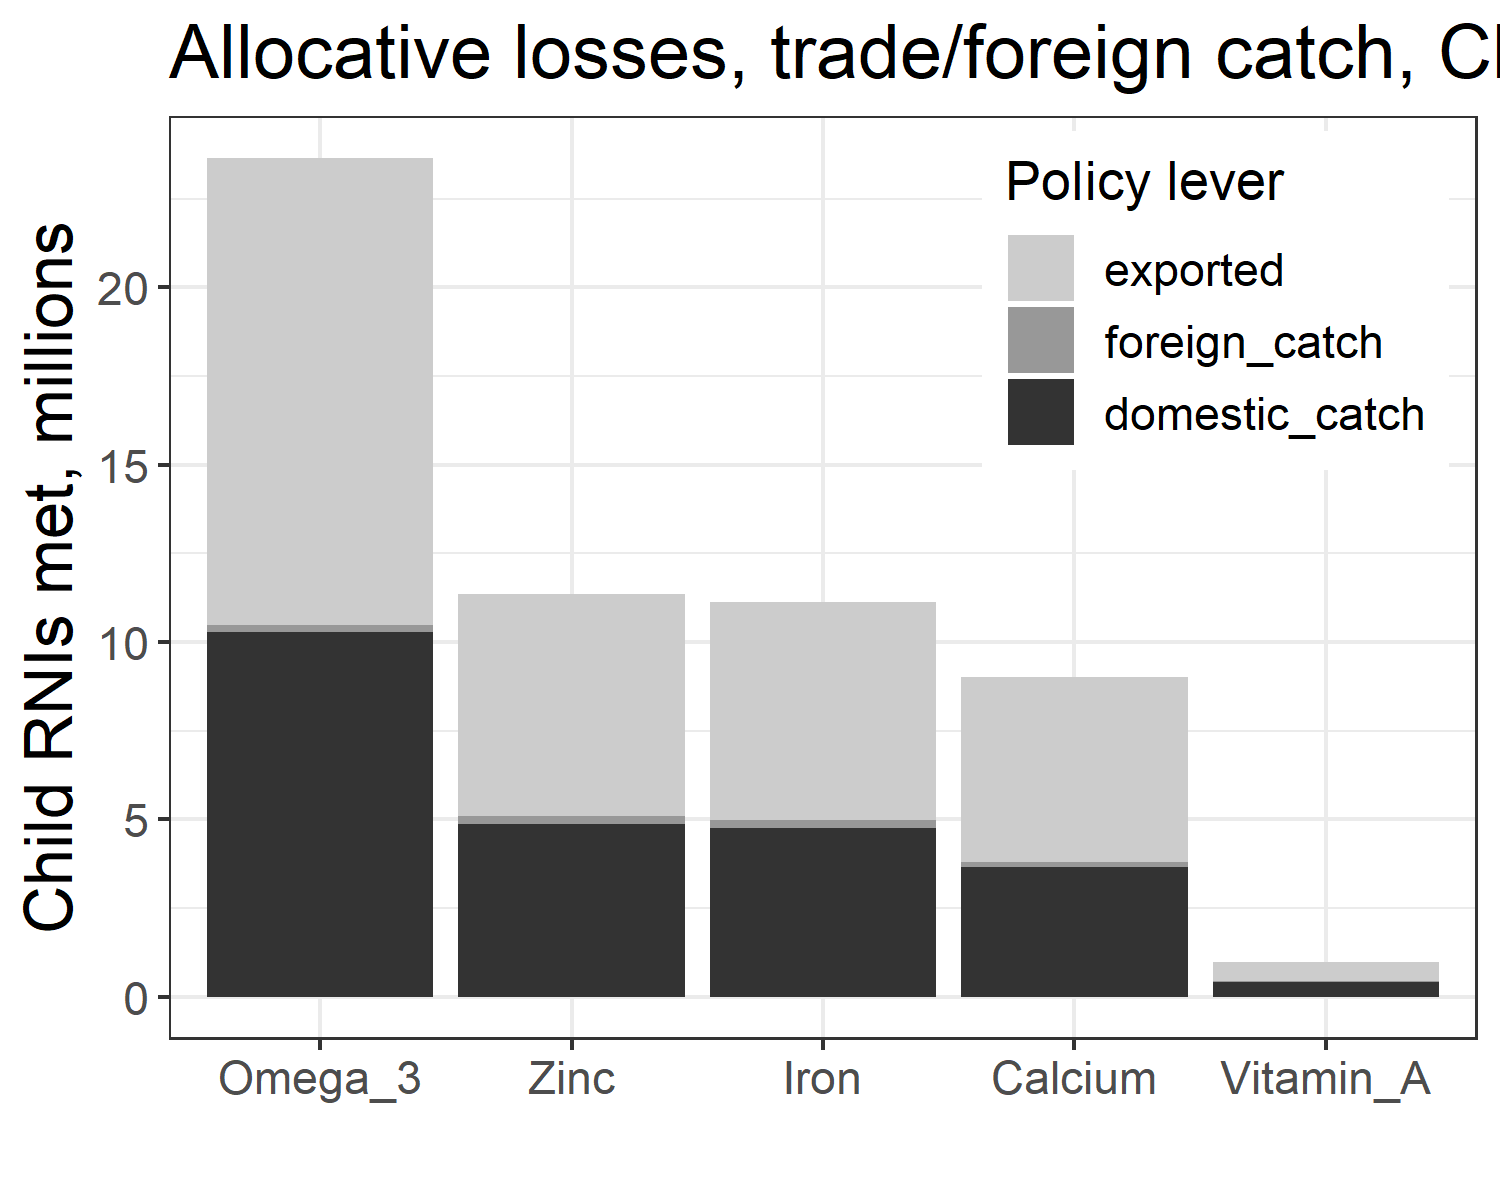 Allocative losses, trade/foreign catch,
Child RNIs met, millions
20
15
10
5
0
Policy lever
exported
foreign_catch
domestic_catch
Omega_3 Zinc Iron Calcium Vitamin_A